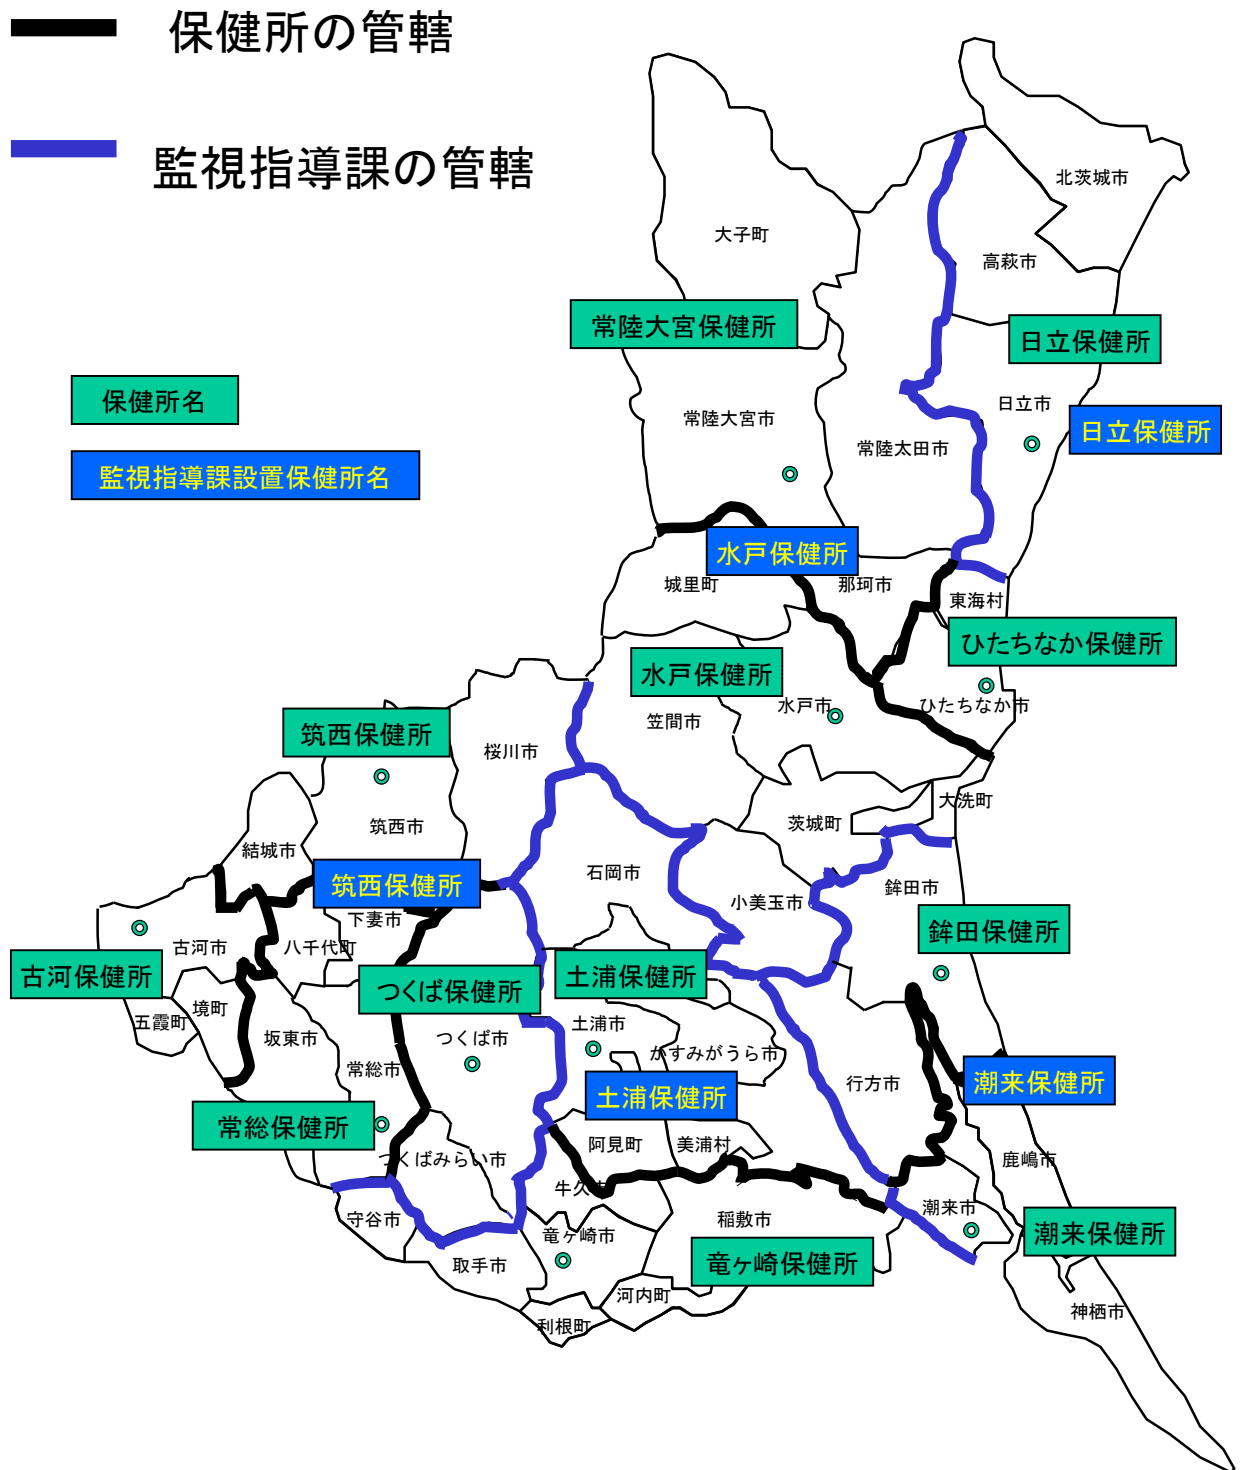 保健所の管轄
監視指導課の管轄
北茨城市
大子町
高萩市
常陸大宮保健所
日立保健所
保健所名
日立市
常陸大宮市
日立保健所
常陸太田市
監視指導課設置保健所名
水戸保健所
城里町
那珂市
東海村
ひたちなか保健所
水戸保健所
水戸市
ひたちなか市
笠間市
筑西保健所
桜川市
大洗町
茨城町
筑西市
結城市
石岡市
筑西保健所
鉾田市
小美玉市
下妻市
鉾田保健所
古河市
八千代町
古河保健所
土浦保健所
つくば保健所
境町
五霞町
土浦市
坂東市
つくば市
かすみがうら市
常総市
行方市
潮来保健所
土浦保健所
常総保健所
阿見町
美浦村
つくばみらい市
鹿嶋市
牛久市
潮来市
守谷市
稲敷市
竜ヶ崎市
潮来保健所
取手市
竜ヶ崎保健所
河内町
神栖市
利根町